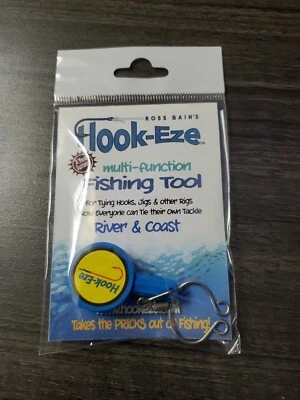 ROSS BAIN'S
Hook-Eze
multi-function
Fishing Tool
For Tying Hooks, Jigs & other Rigs
Now Everyone can Tie their Own Tackle
River & Coast
Hook-Eze
Takes the PRICKS out of Fishing!